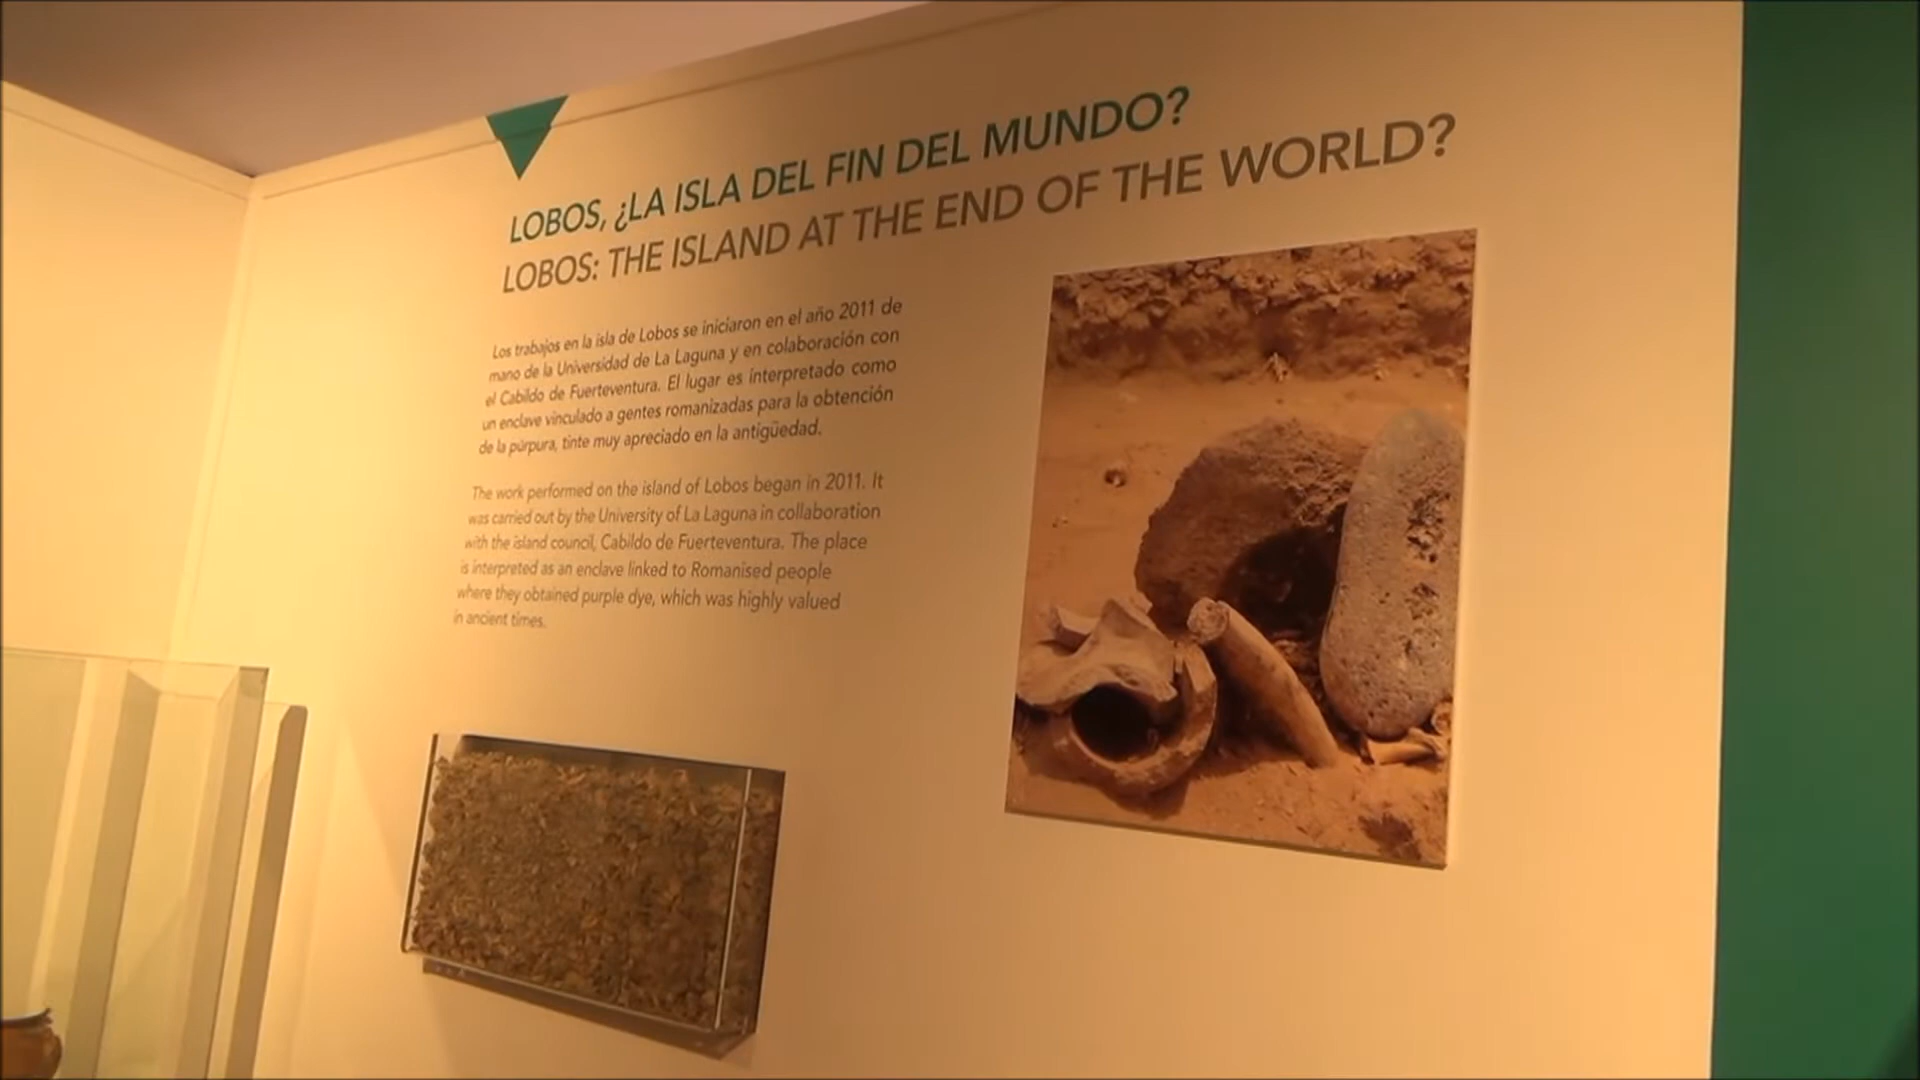 LOBOS, ¿LA ISLA DEL FIN DEL MUNDO?
LOBOS: THE ISLAND AT THE END OF THE WORLD?
Los trabajos en la isla de Lobos se iniciaron en el año 2011 de
mano de la Universidad de La Laguna y en colaboración con
el Cabildo de Fuerteventura. El lugar es interpretado como
un enclave vinculado a gentes romanizadas para la obtención
de la púrpura, tinte muy apreciado en la antigüedad.
The work performed on the island of Lobos began in 2011. It
was carried out by the University of La Laguna in collaboration
with the island council, Cabildo de Fuerteventura. The place
is interpreted as an enclave linked to Romanised people
where they obtained purple dye, which was highly valued
in ancient times.